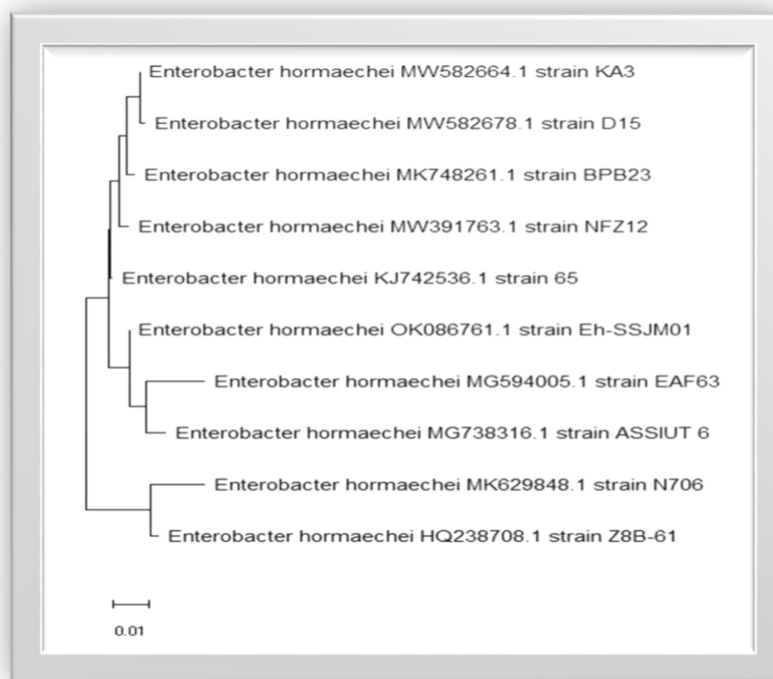 Enterobacter hormaechei MW582664.1 strain KA3
Enterobacter hormaechei MW582678.1 strain D15
Enterobacter hormaechei MK748261.1 strain BPB23
Enterobacter hormaechei MW391763.1 strain NFZ12
Enterobacter hormaechei KJ742536.1 strain 65
Enterobacter hormaechei OK086761.1 strain Eh-SSJM01
Enterobacter hormaechei MG594005.1 strain EAF63
Enterobacter hormaechei MG738316.1 strain ASSIUT 6
Enterobacter hormaechei MK629848.1 strain N706
Enterobacter hormaechei HQ238708.1 strain Z8B-61
0.01